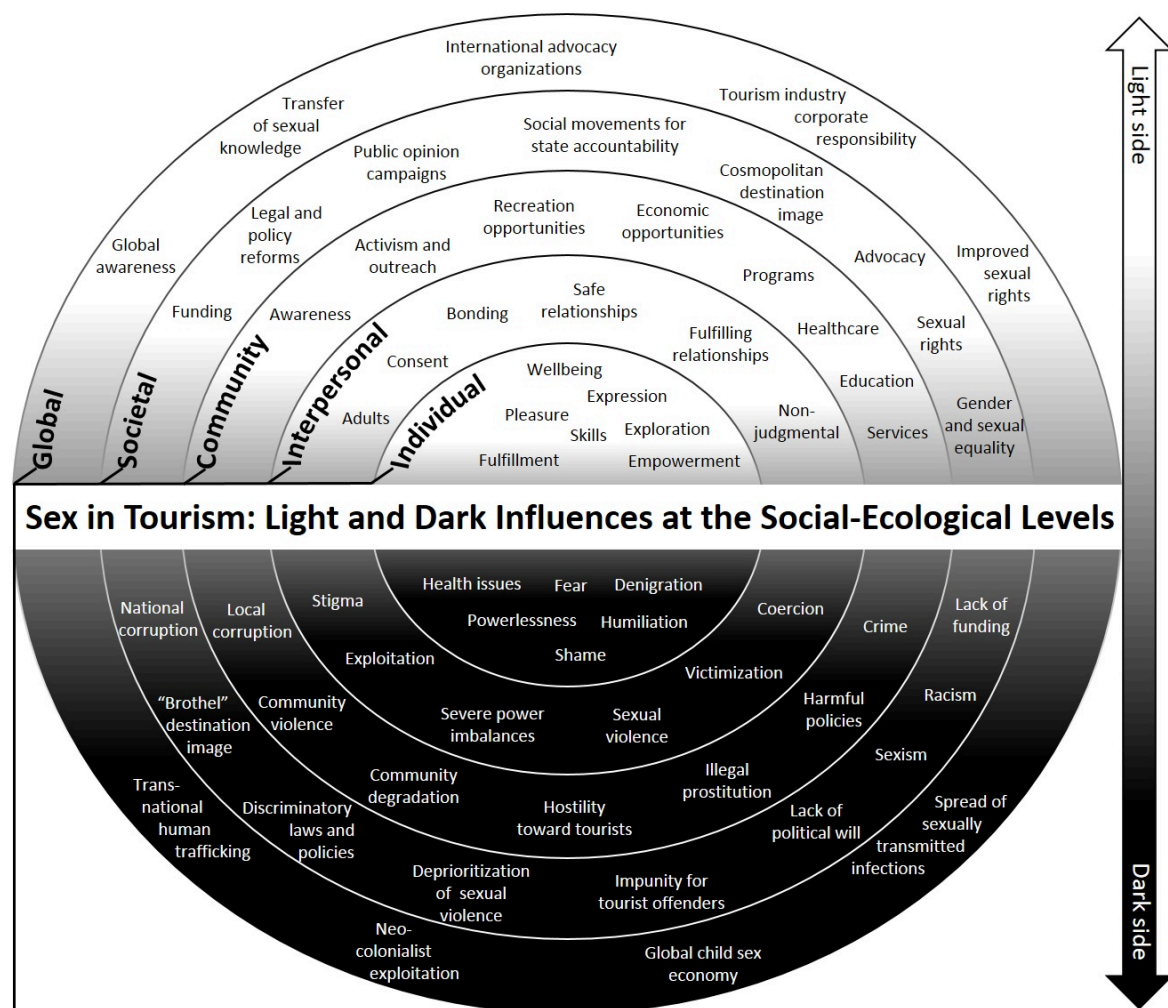 International advocacy
organizations
Transfer
of sexual
knowledge
Tourism industry
corporate
responsibility
Global
awareness
Improved
sexual
rights
Social movements for
state accountability
Public opinion
campaigns
Cosmopolitan
destination
image
Legal and
policy
reforms
Advocacy
Funding
Sexual
rights
Gender
and sexual
equality
Recreation
opportunities
Economic
opportunities
Activism and
outreach
Programs
Awareness
Healthcare
Education
Services
Safe
relationships
Bonding
Fulfilling
relationships
Consent
Adults
Non-
judgmental
Wellbeing
Expression
Pleasure
Skills
Exploration
Fulfillment
Empowerment
Global
Societal
Community
Interpersonal
Individual
Light side
Sex in Tourism: Light and Dark Influences at the Social-Ecological Levels
Health issues
Fear
Denigration
Powerlessness
Humiliation
Shame
Stigma
Coercion
Exploitation
Victimization
Severe power
imbalances
Sexual
violence
Local
corruption
Crime
Community
violence
Harmful
policies
Community
degradation
Illegal
prostitution
Hostility
toward tourists
National
corruption
Lack of
funding
"Brothel"
destination
image
Racism
Sexism
Discriminatory
laws and
policies
Lack of
political will
Deprioritization
of sexual
violence
Impunity for
tourist offenders
Trans-
national
human
trafficking
Spread of
sexually
transmitted
infections
Neo-
colonialist
exploitation
Global child sex
economy
Dark side